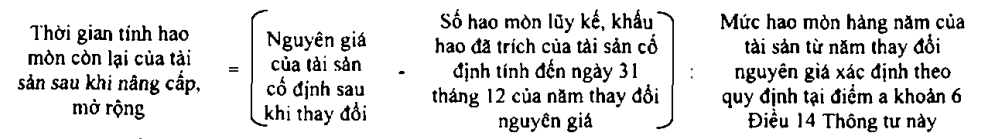 Thời gian tính hao
mòn còn lại của tài
sản sau khi nâng cấp,
mở rộng
=
Nguyên giá
của tài sản
cố định sau
khi thay đổi
-
Số hao mòn lũy kế, khấu
hao đã trích của tài sản cố
định tính đến ngày 31
tháng 12 của năm thay đổi
nguyên giá
:
Mức hao mòn hàng năm của
tài sản từ năm thay đổi
nguyên giá xác định theo
quy định tại điểm a khoản 6
Điều 14 Thông tư này